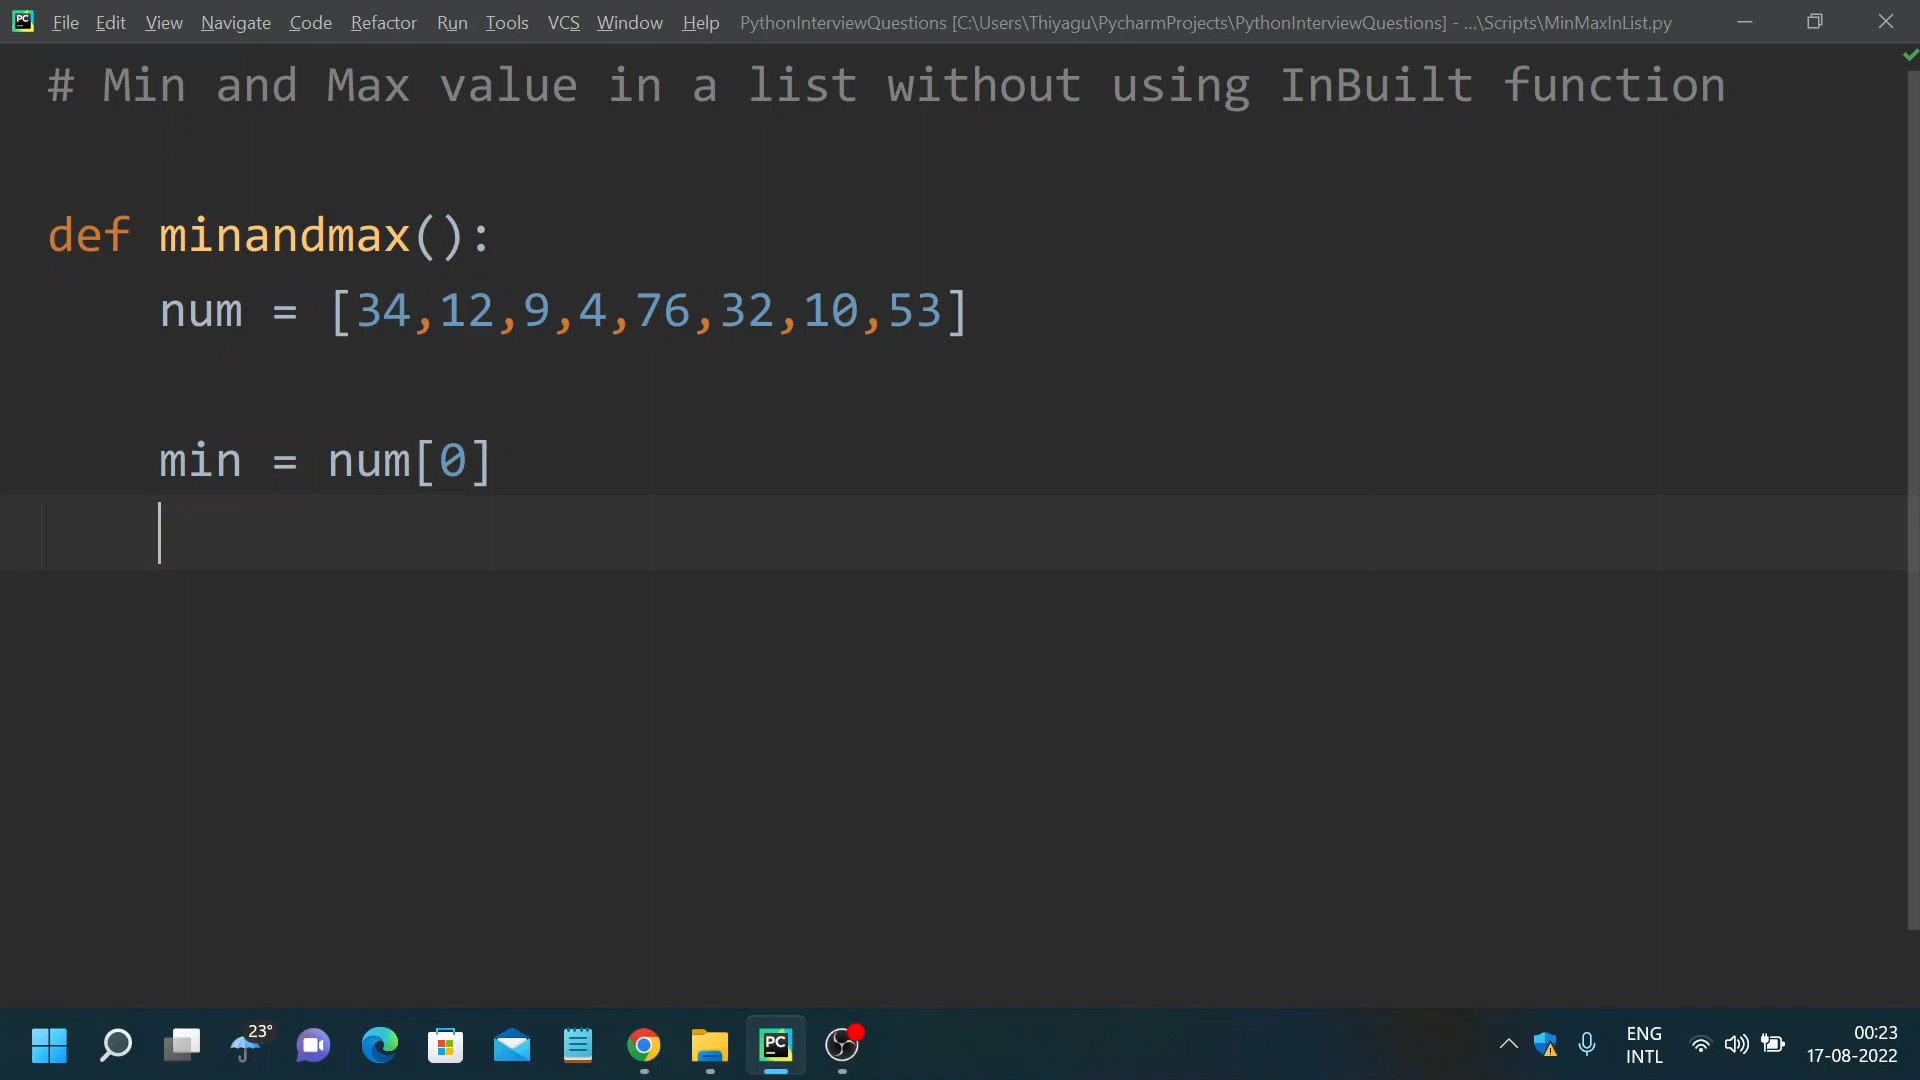 PC File Edit View Navigate Code Refactor Run Tools VCS Window Help PythonInterviewQuestions [C:\Users\Thiyagu\PycharmProjects\PythonInterviewQuestions] - ...\Scripts\MinMaxInList.py
# Min and Max value in a list without using InBuilt function
def minandmax():
num = [34,12,9,4,76,32,10,53]
min = num[0]
23° PC ENG 00:23
INTL 17-08-2022